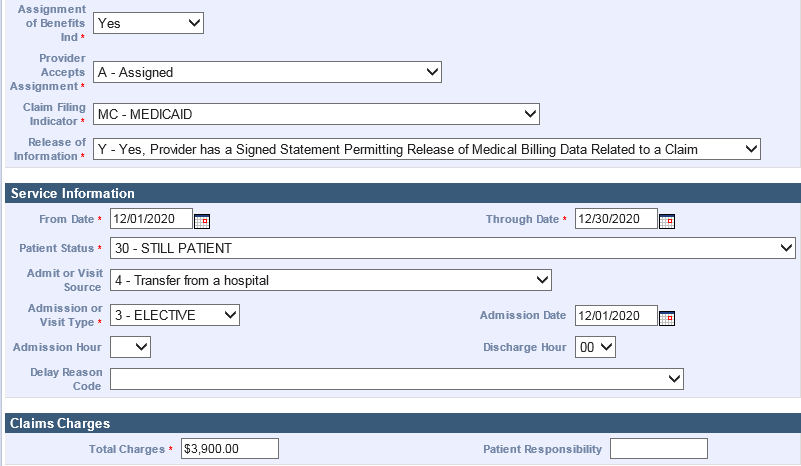 Assignment
of Benefits
Ind * Yes
Provider
Accepts
Assignment * A - Assigned
Claim Filing
Indicator * MC - MEDICAID
Release of
Information * Y - Yes, Provider has a Signed Statement Permitting Release of Medical Billing Data Related to a Claim
Service Information
From Date * 12/01/2020 Through Date * 12/30/2020
Patient Status * 30 - STILL PATIENT
Admit or Visit
Source 4 - Transfer from a hospital
Admission or
Visit Type * 3 - ELECTIVE Admission Date 12/01/2020
Admission Hour Discharge Hour 00
Delay Reason
Code
Claims Charges
Total Charges * $3,900.00 Patient Responsibility